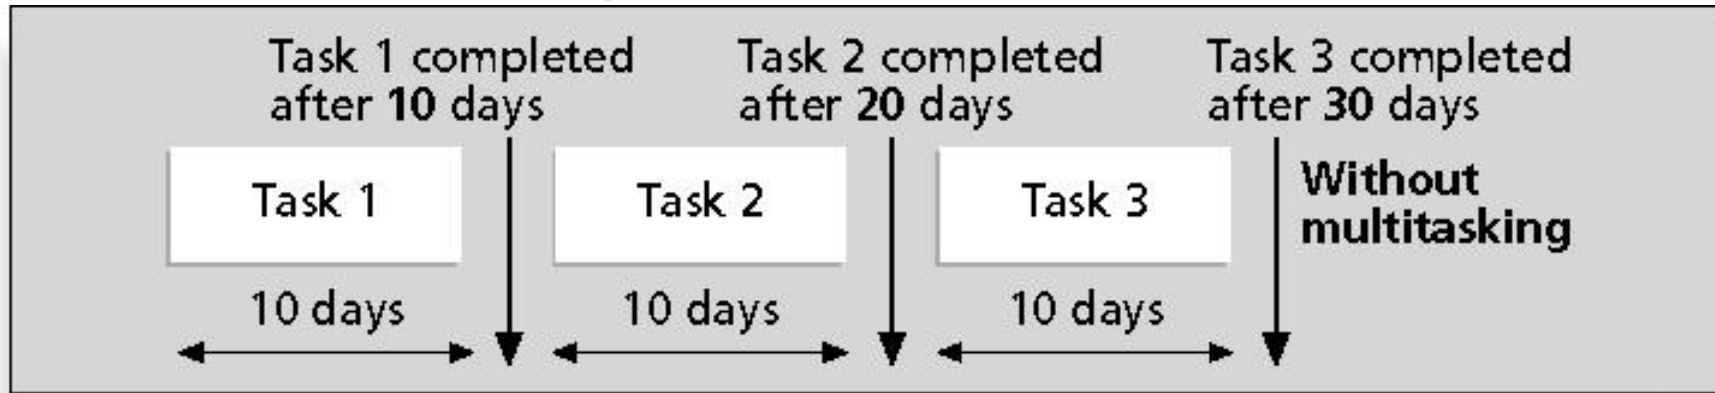 Task 1 completed
after 10 days
Task 2 completed
after 20 days
Task 3 completed
after 30 days
Task 1
Task 2
Task 3
Without
multitasking
10 days
10 days
10 days